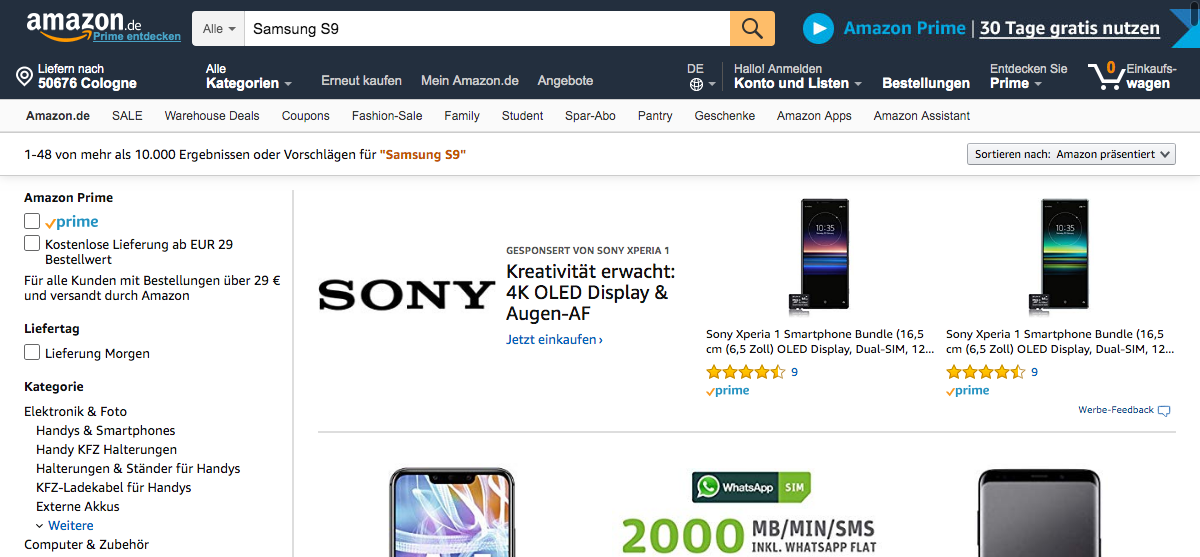 amazon.de
Prime entdecken
Alle
Samsung S9
Amazon Prime | 30 Tage gratis nutzen
Liefern nach
50676 Cologne
Alle
Kategorien
Erneut kaufen
Mein Amazon.de
Angebote
DE
Hallo! Anmelden
Konto und Listen
Bestellungen
Entdecken Sie
Prime
0
Einkaufs-
wagen
Amazon.de
SALE
Warehouse Deals
Coupons
Fashion-Sale
Family
Student
Spar-Abo
Pantry
Geschenke
Amazon Apps
Amazon Assistant
1-48 von mehr als 10.000 Ergebnissen oder Vorschlägen für "Samsung S9"
Sortieren nach: Amazon präsentiert
Amazon Prime
prime
Kostenlose Lieferung ab EUR 29
Bestellwert
Für alle Kunden mit Bestellungen über 29 €
und versandt durch Amazon
Liefertag
Lieferung Morgen
Kategorie
Elektronik & Foto
Handys & Smartphones
Handy KFZ Halterungen
Halterungen & Ständer für Handys
KFZ-Ladekabel für Handys
Externe Akkus
Weitere
Computer & Zubehör
SONY
GESPONSERT VON SONY XPERIA 1
Kreativität erwacht:
4K OLED Display &
Augen-AF
Jetzt einkaufen ›
10:35
Sony Xperia 1 Smartphone Bundle (16,5
cm (6,5 Zoll) OLED Display, Dual-SIM, 12...
9
prime
10:35
Sony Xperia 1 Smartphone Bundle (16,5
cm (6,5 Zoll) OLED Display, Dual-SIM, 12...
9
prime
Werbe-Feedback
WhatsApp SIM
2000 MB/MIN/SMS
INKL. WHATSAPP FLAT